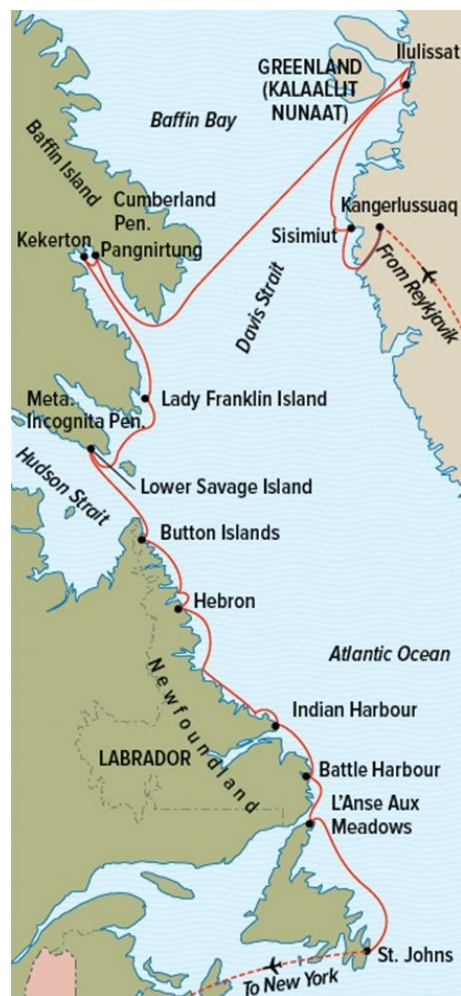 Ilulissat
GREENLAND
(KALAALLIT
NUNAAT)
Baffin Bay
Baffin Island
Cumberland
Pen.
Kangerlussuaq
Kekerton
Pangnirtung
Sisimiut
From Reykjavik
Davis Strait
Meta.
Incognita Pen.
Lady Franklin Island
Hudson Strait
Lower Savage Island
Button Islands
Hebron
Atlantic Ocean
Newfoundland
Indian Harbour
LABRADOR
Battle Harbour
L'Anse Aux
Meadows
St. Johns
To New York